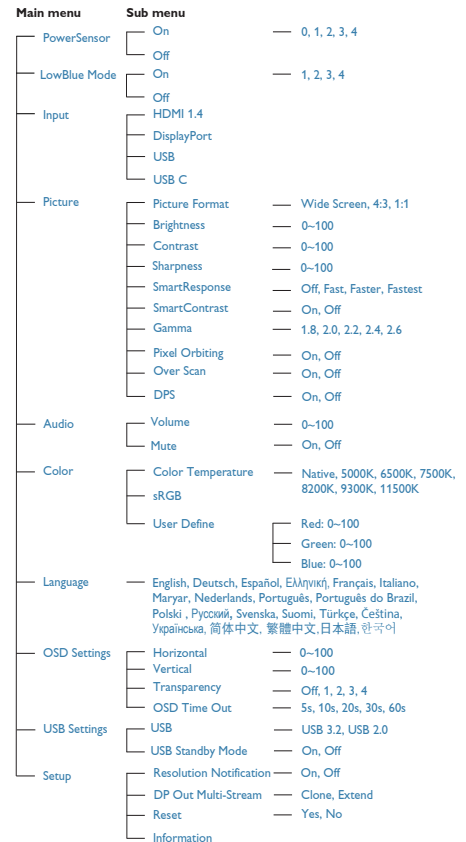 Main menu Sub menu
PowerSensor On 0, 1, 2, 3, 4
Off
LowBlue Mode On 1, 2, 3, 4
Off
Input HDMI 1.4
DisplayPort
USB
USB C
Picture Picture Format Wide Screen, 4:3, 1:1
Brightness 0~100
Contrast 0~100
Sharpness 0~100
SmartResponse Off, Fast, Faster, Fastest
SmartContrast On, Off
Gamma 1.8, 2.0, 2.2, 2.4, 2.6
Pixel Orbiting On, Off
Over Scan On, Off
DPS On, Off
Audio Volume 0~100
Mute On, Off
Color Color Temperature Native, 5000K, 6500K, 7500K,
8200K, 9300K, 11500K
sRGB
User Define Red: 0~100
Green: 0~100
Blue: 0~100
Language English, Deutsch, Español, Ελληνική, Français, Italiano,
Maryar, Nederlands, Português, Português do Brazil,
Polski , Русский, Svenska, Suomi, Türkçe, Čeština,
Українська, 简体中文, 繁體中文,日本語,한국어
OSD Settings Horizontal 0~100
Vertical 0~100
Transparency Off, 1, 2, 3, 4
OSD Time Out 5s, 10s, 20s, 30s, 60s
USB Settings USB USB 3.2, USB 2.0
USB Standby Mode On, Off
Setup Resolution Notification On, Off
DP Out Multi-Stream Clone, Extend
Reset Yes, No
Information